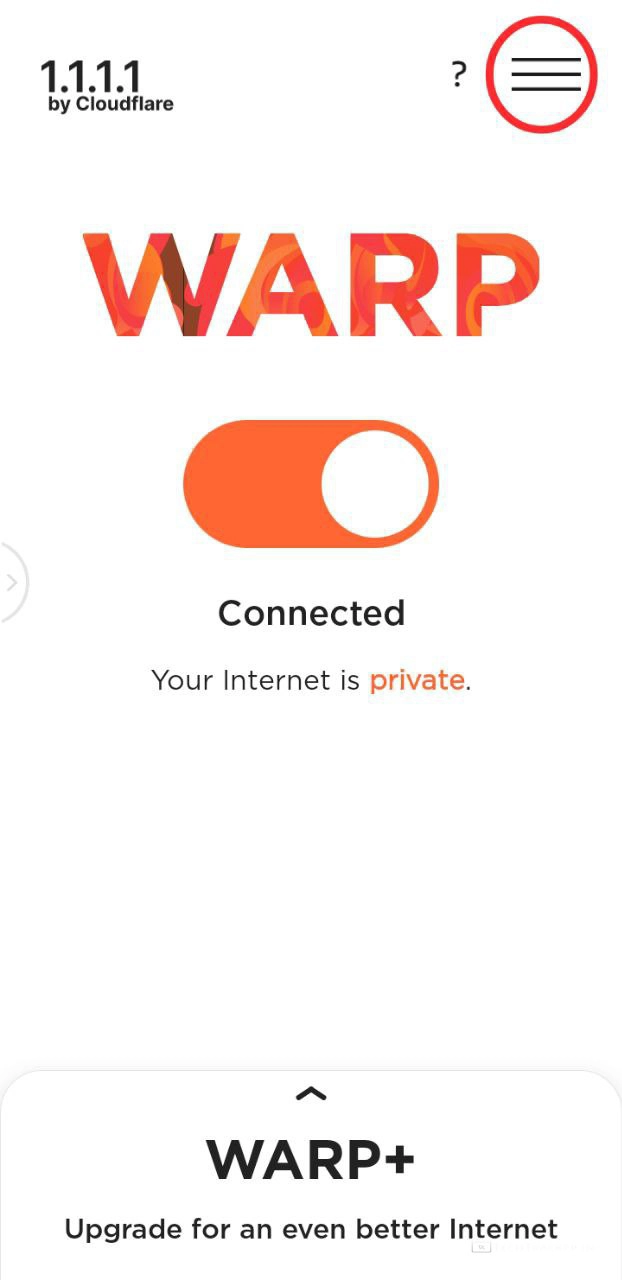 1.1.1.1
by Cloudflare
?
WARP
Connected
Your Internet is private.
WARP+
Upgrade for an even better Internet